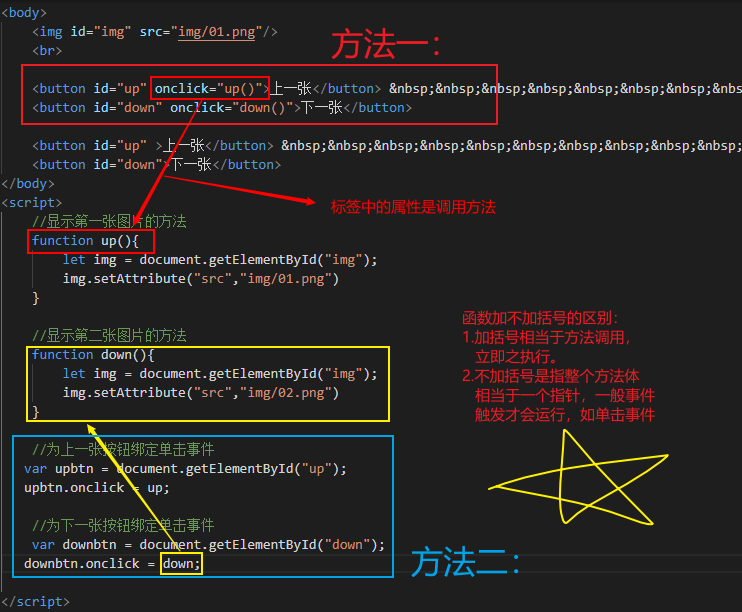 <body>
<img id="img" src="img/01.png"/>
<br>
方法一：
<button id="up" onclick="up()">上一张</button> &nbsp;&nbsp;&nbsp;&nbsp;&nbsp;&nbsp;&nbsp;&nbsp;&nbs
<button id="down" onclick="down()">下一张</button>
<button id="up" >上一张</button> &nbsp;&nbsp;&nbsp;&nbsp;&nbsp;&nbsp;&nbsp;&nbsp;&nbsp;&nbsp;&nbsp;&nbsp;
<button id="down">下一张</button>
</body>
<script>
标签中的属性是调用方法
//显示第一张图片的方法
function up(){
let img = document.getElementById("img");
img.setAttribute("src","img/01.png")
}
//显示第二张图片的方法
function down(){
let img = document.getElementById("img");
img.setAttribute("src","img/02.png")
}
函数加不加括号的区别：
1.加括号相当于方法调用，
立即之执行。
2.不加括号是指整个方法体
相当于一个指针，一般事件
触发才会运行，如单击事件
//为上一张按钮绑定单击事件
var upbtn = document.getElementById("up");
upbtn.onclick = up;
//为下一张按钮绑定单击事件
var downbtn = document.getElementById("down");
downbtn.onclick = down;
方法二：
</script>